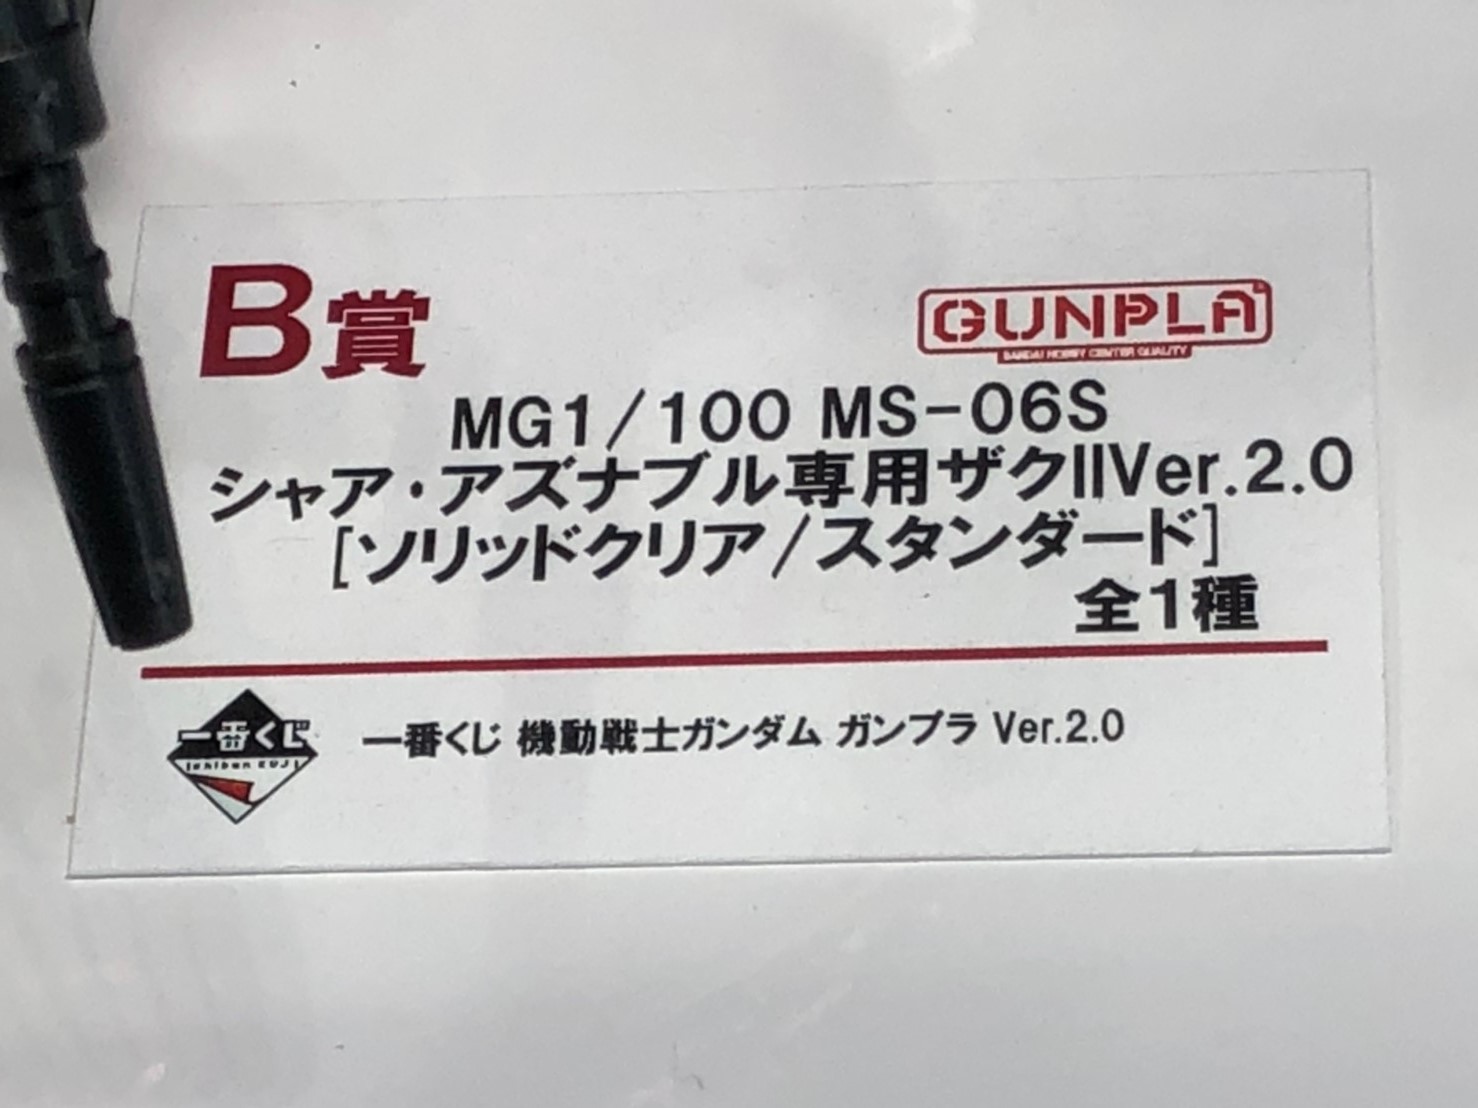 B賞
GUNPLA
BANDAI HOBBY CENTER QUALITY
MG1/100 MS-06S
シャア・アズナブル専用ザクIIVer.2.0
[ソリッドクリア/スタンダード]
全1種
一番くじ
Ichiban KUJI
一番くじ 機動戦士ガンダム ガンプラ Ver.2.0